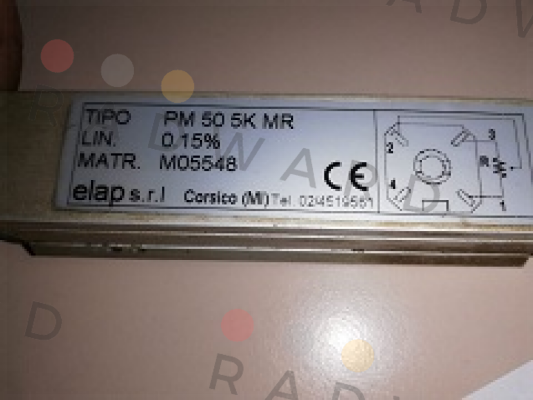 TIPO PM 50 5K MR
LIN. 0.15%
MATR. M05548
CE
elap s.r.l Corsico (MI) Tel. 02/4519561
2 3
R
4 1